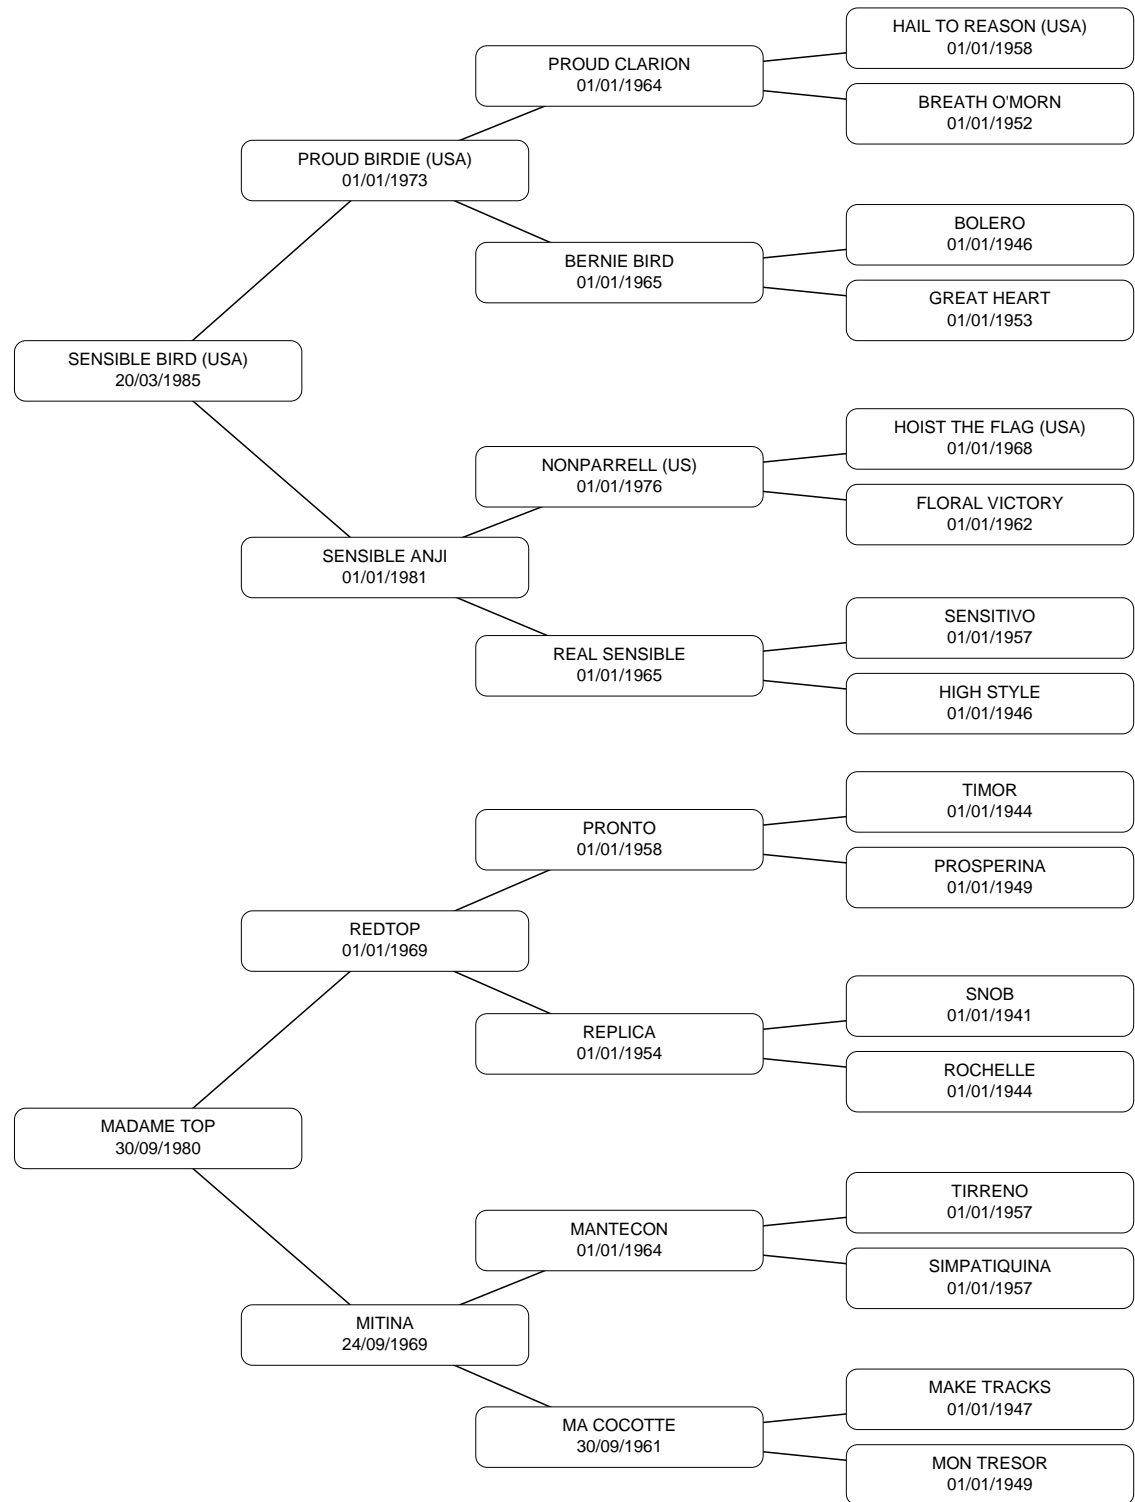 HAIL TO REASON (USA)
01/01/1958
PROUD CLARION
01/01/1964
BREATH O'MORN
01/01/1952
PROUD BIRDIE (USA)
01/01/1973
BOLERO
01/01/1946
BERNIE BIRD
01/01/1965
GREAT HEART
01/01/1953
SENSIBLE BIRD (USA)
20/03/1985
HOIST THE FLAG (USA)
01/01/1968
NONPARRELL (US)
01/01/1976
FLORAL VICTORY
01/01/1962
SENSIBLE ANJI
01/01/1981
SENSITIVO
01/01/1957
REAL SENSIBLE
01/01/1965
HIGH STYLE
01/01/1946
TIMOR
01/01/1944
PRONTO
01/01/1958
PROSPERINA
01/01/1949
REDTOP
01/01/1969
SNOB
01/01/1941
REPLICA
01/01/1954
ROCHELLE
01/01/1944
MADAME TOP
30/09/1980
TIRRENO
01/01/1957
MANTECON
01/01/1964
SIMPATIQUINA
01/01/1957
MITINA
24/09/1969
MAKE TRACKS
01/01/1947
MA COCOTTE
30/09/1961
MON TRESOR
01/01/1949